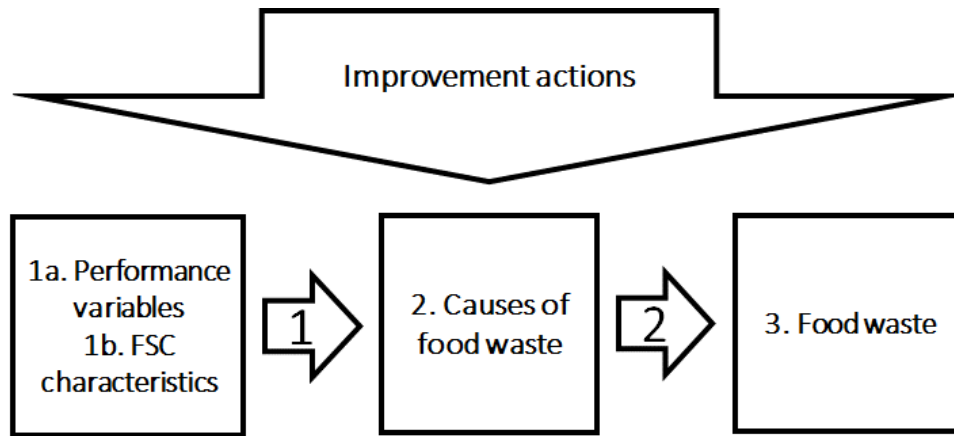 Improvement actions
1a. Performance
variables
1b. FSC
characteristics
1
2. Causes of
food waste
2
3. Food waste